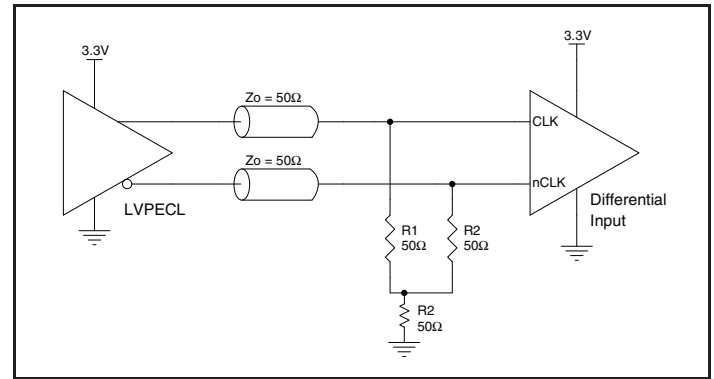 3.3V
3.3V
Zo = 50Ω
CLK
Zo = 50Ω
nCLK
LVPECL
Differential
Input
R1
50Ω
R2
50Ω
R2
50Ω